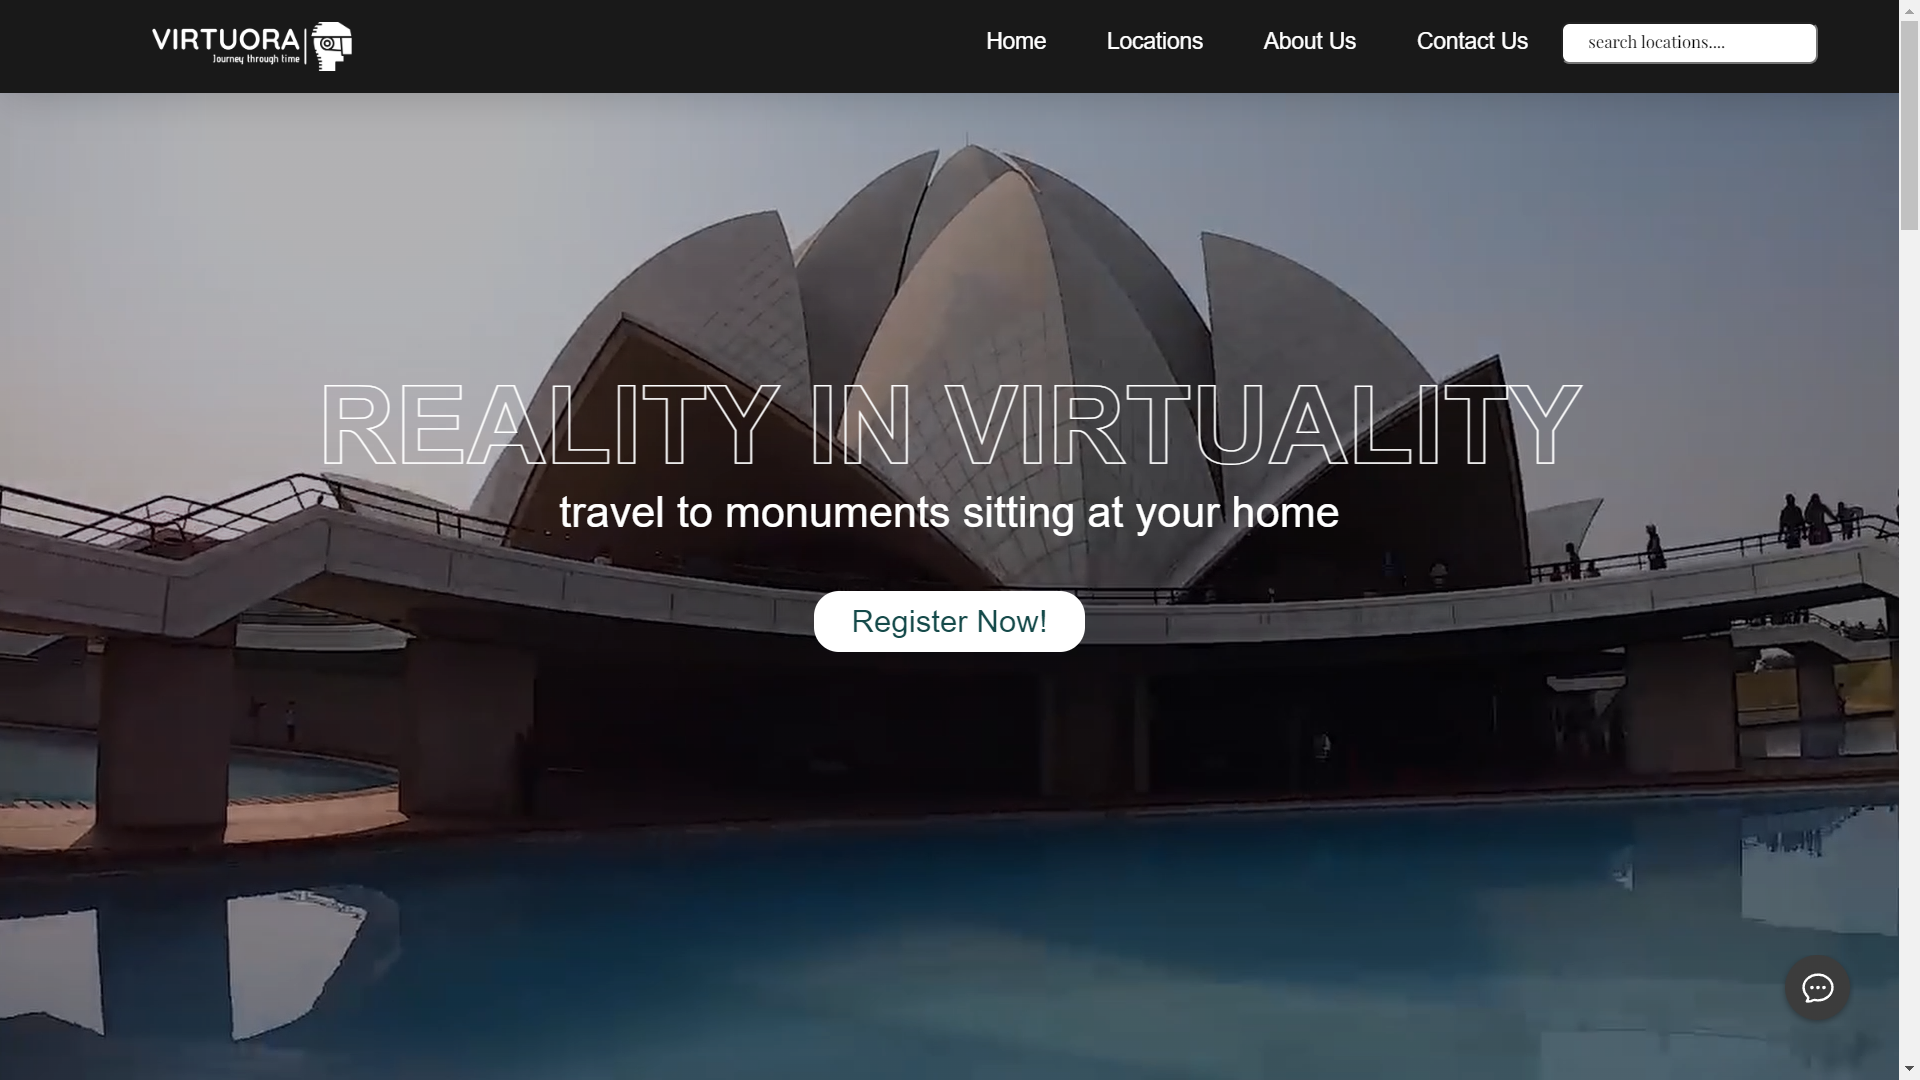 VIRTUORA
Journey through time
Home
Locations
About Us
Contact Us
search locations....
REALITY IN VIRTUALITY
travel to monuments sitting at your home
Register Now!